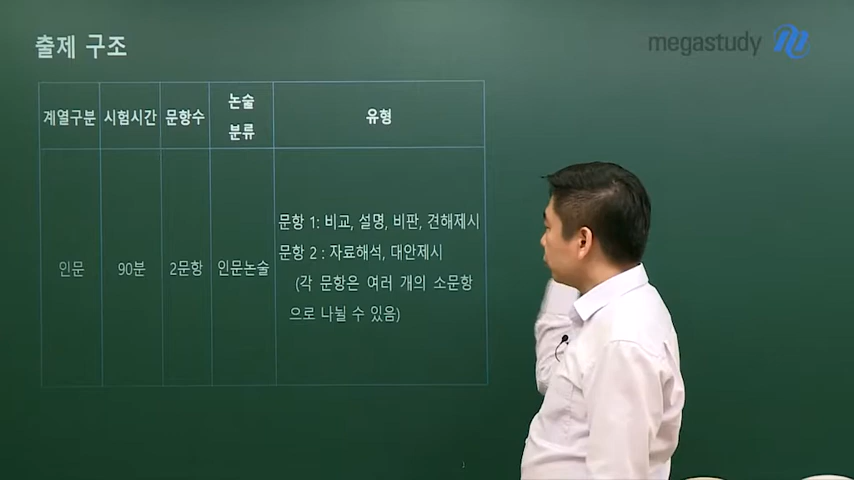 출제 구조
megastudy
계열구분 시험시간 문항수 논술 분류 유형
인문 90분 2문항 인문논술
문항 1: 비교, 설명, 비판, 견해제시
문항 2 : 자료해석, 대안제시
(각 문항은 여러 개의 소문항
으로 나뉠 수 있음)